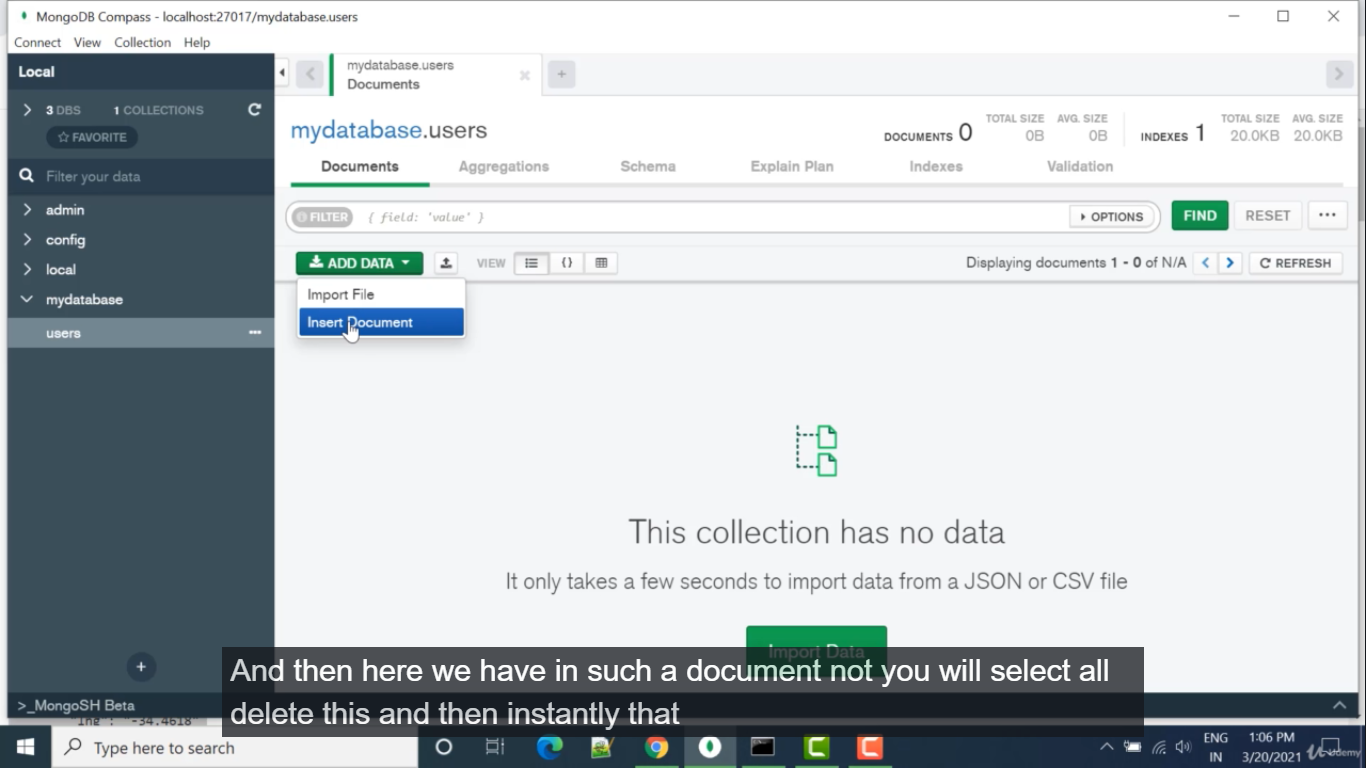 MongoDB Compass - localhost:27017/mydatabase.users
Connect View Collection Help
Local
mydatabase.users
Documents
3 DBS 1 COLLECTIONS
FAVORITE
Filter your data
admin
config
local
mydatabase
users
mydatabase.users
DOCUMENTS 0 TOTAL SIZE 0B AVG. SIZE 0B INDEXES 1 TOTAL SIZE 20.0KB AVG. SIZE 20.0KB
Documents Aggregations Schema Explain Plan Indexes Validation
FILTER { field: 'value' } OPTIONS FIND RESET
ADD DATA VIEW {} Displaying documents 1 - 0 of N/A REFRESH
Import File
Insert Document
This collection has no data
It only takes a few seconds to import data from a JSON or CSV file
Import Data
And then here we have in such a document not you will select all
delete this and then instantly that
>_MongoSH Beta
"lng": "-34.4618"
Type here to search
ENG
IN
1:06 PM
3/20/2021
Udemy